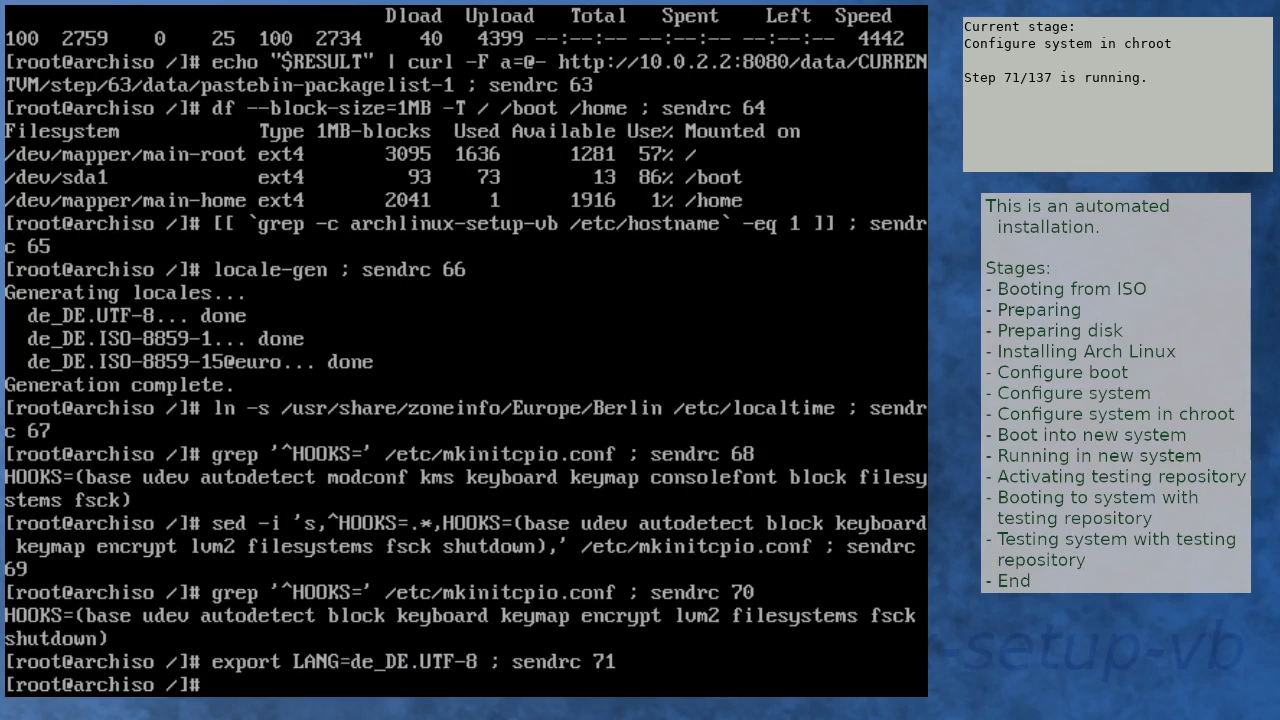 Dload  Upload   Total   Spent    Left  Speed
100  2759    0    25  100  2734     40   4399 --:--:-- --:--:-- --:--:--  4442
[root@archiso /]# echo "$RESULT" | curl -F a=@- http://10.0.2.2:8080/data/CURREN
TVM/step/63/data/pastebin-packagelist-1 ; sendrc 63
[root@archiso /]# df --block-size=1MB -T / /boot /home ; sendrc 64
Filesystem            Type 1MB-blocks  Used Available Use% Mounted on
/dev/mapper/main-root ext4       3095  1636      1281  57% /
/dev/sda1             ext4         93    73        13  86% /boot
/dev/mapper/main-home ext4       2041     1      1916   1% /home
[root@archiso /]# [[ `grep -c archlinux-setup-vb /etc/hostname` -eq 1 ]] ; sendr
c 65
[root@archiso /]# locale-gen ; sendrc 66
Generating locales...
  de_DE.UTF-8... done
  de_DE.ISO-8859-1... done
  de_DE.ISO-8859-15@euro... done
Generation complete.
[root@archiso /]# ln -s /usr/share/zoneinfo/Europe/Berlin /etc/localtime ; sendr
c 67
[root@archiso /]# grep '^HOOKS=' /etc/mkinitcpio.conf ; sendrc 68
HOOKS=(base udev autodetect modconf kms keyboard keymap consolefont block filesy
stems fsck)
[root@archiso /]# sed -i 's,^HOOKS=.*,HOOKS=(base udev autodetect block keyboard
 keymap encrypt lvm2 filesystems fsck shutdown),' /etc/mkinitcpio.conf ; sendrc
69
[root@archiso /]# grep '^HOOKS=' /etc/mkinitcpio.conf ; sendrc 70
HOOKS=(base udev autodetect block keyboard keymap encrypt lvm2 filesystems fsck
shutdown)
[root@archiso /]# export LANG=de_DE.UTF-8 ; sendrc 71
[root@archiso /]#
Current stage:
Configure system in chroot
Step 71/137 is running.
This is an automated
installation.
Stages:
- Booting from ISO
- Preparing
- Preparing disk
- Installing Arch Linux
- Configure boot
- Configure system
- Configure system in chroot
- Boot into new system
- Running in new system
- Activating testing repository
- Booting to system with
testing repository
- Testing system with testing
repository
- End
-setup-vb